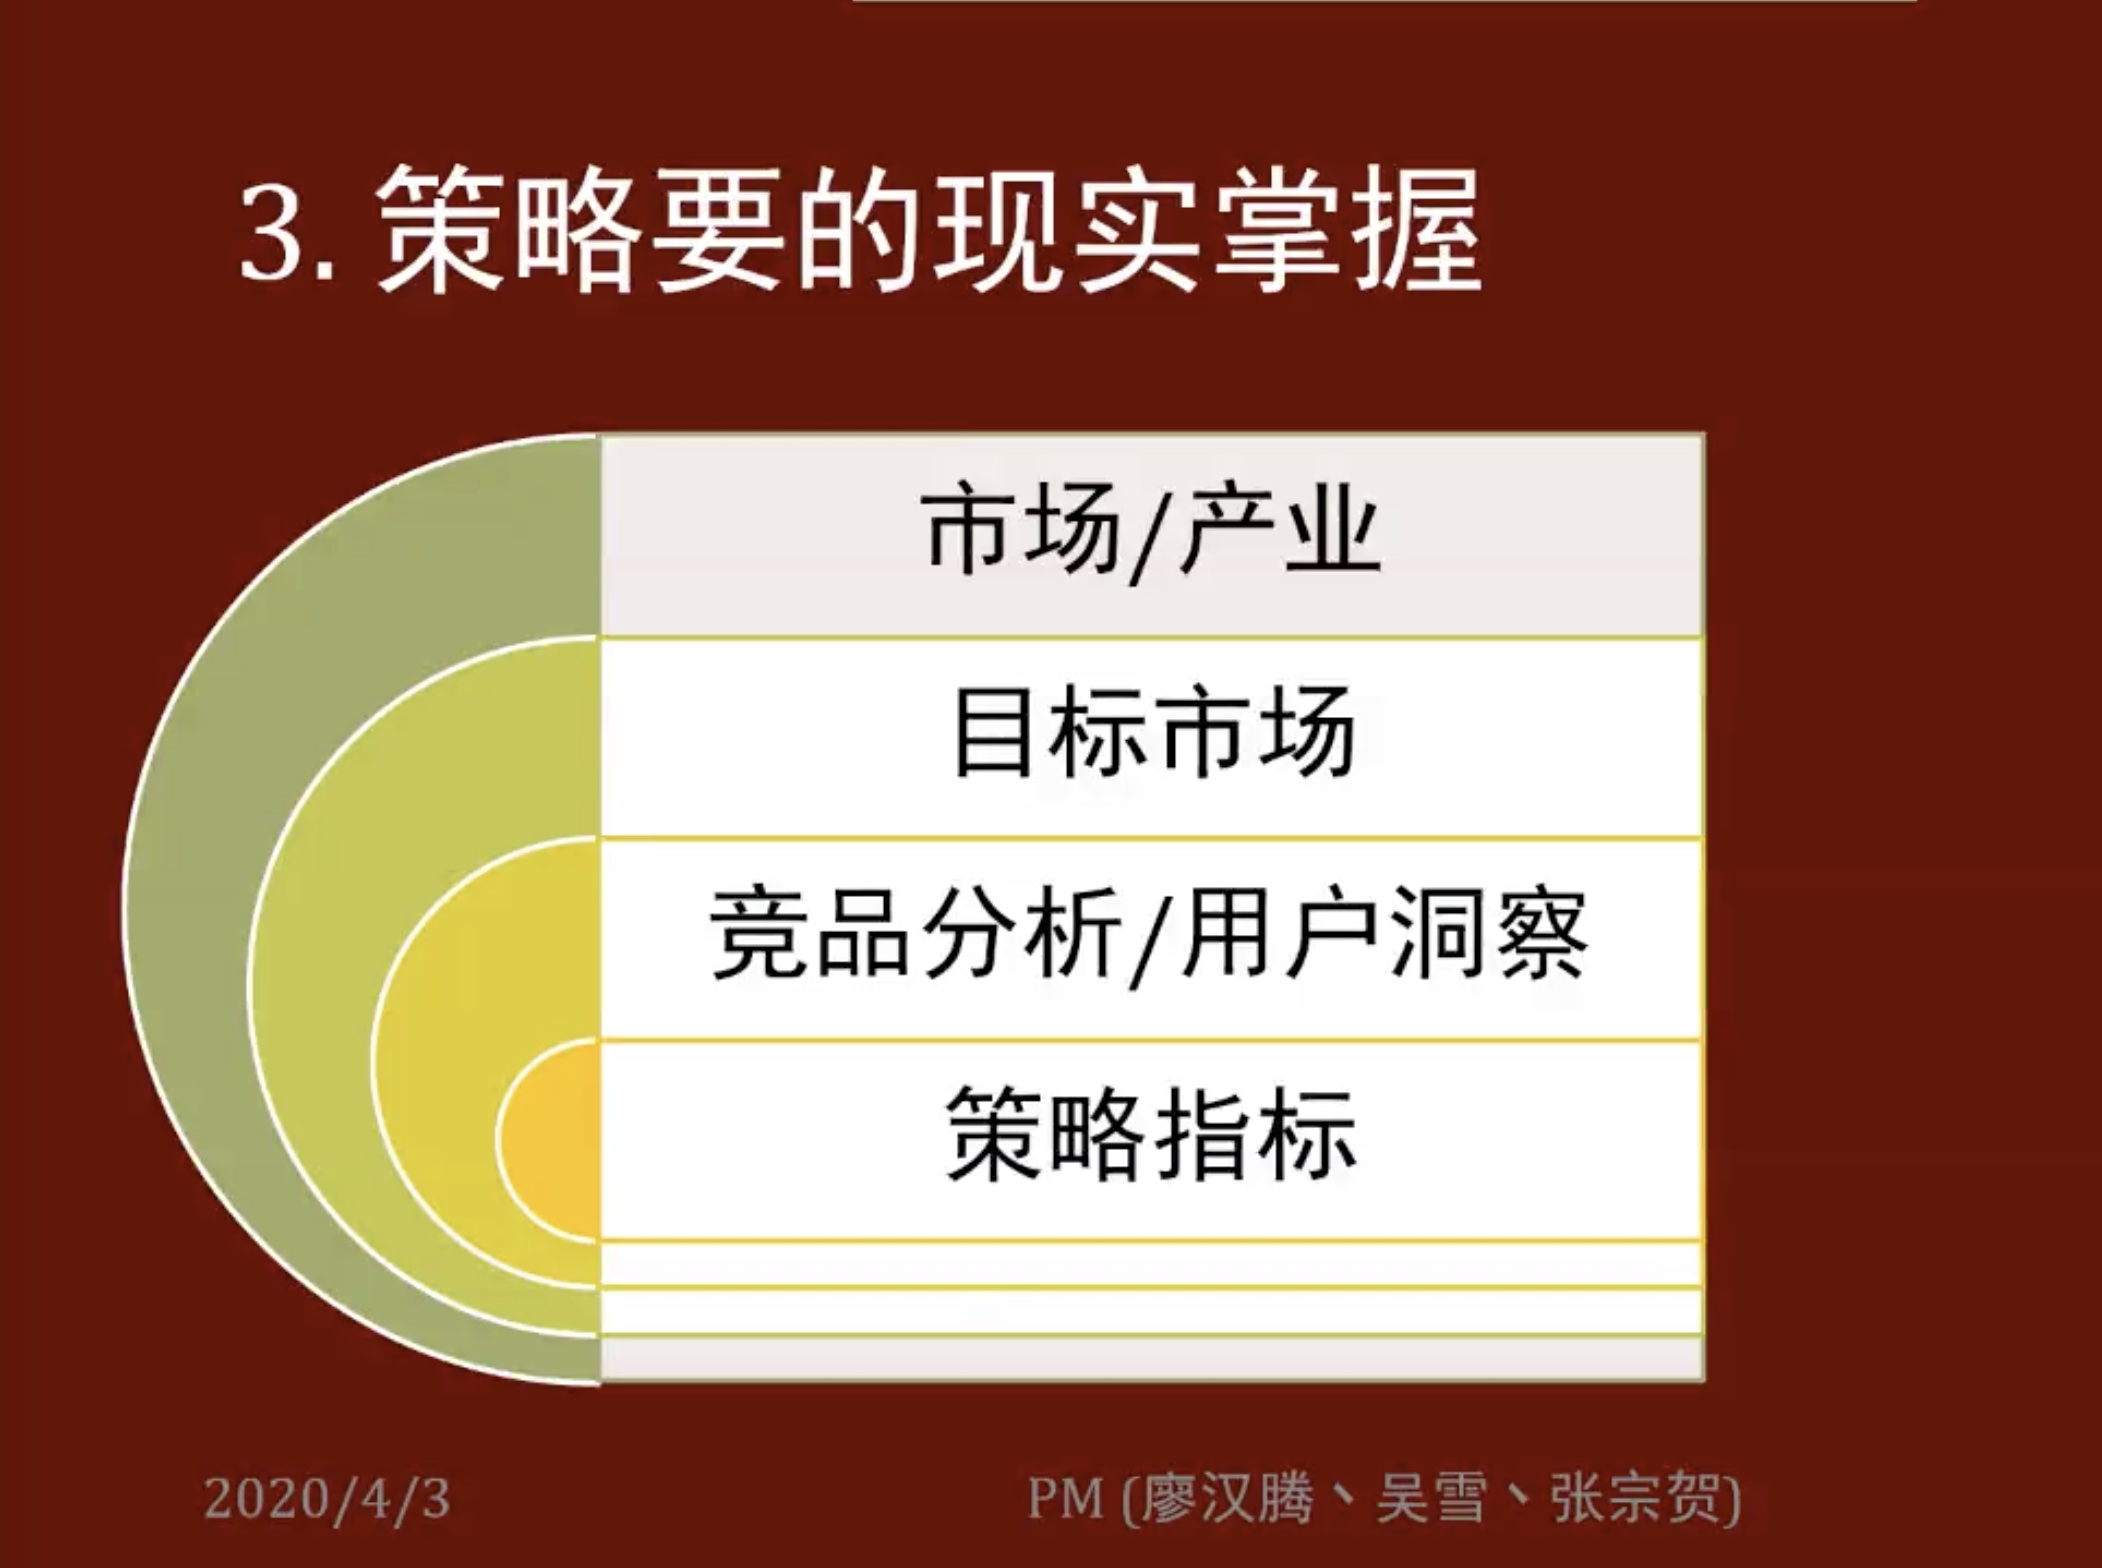 3. 策略要的现实掌握
市场/产业
目标市场
竞品分析/用户洞察
策略指标
2020/4/3
PM (廖汉腾、吴雪、张宗贺)